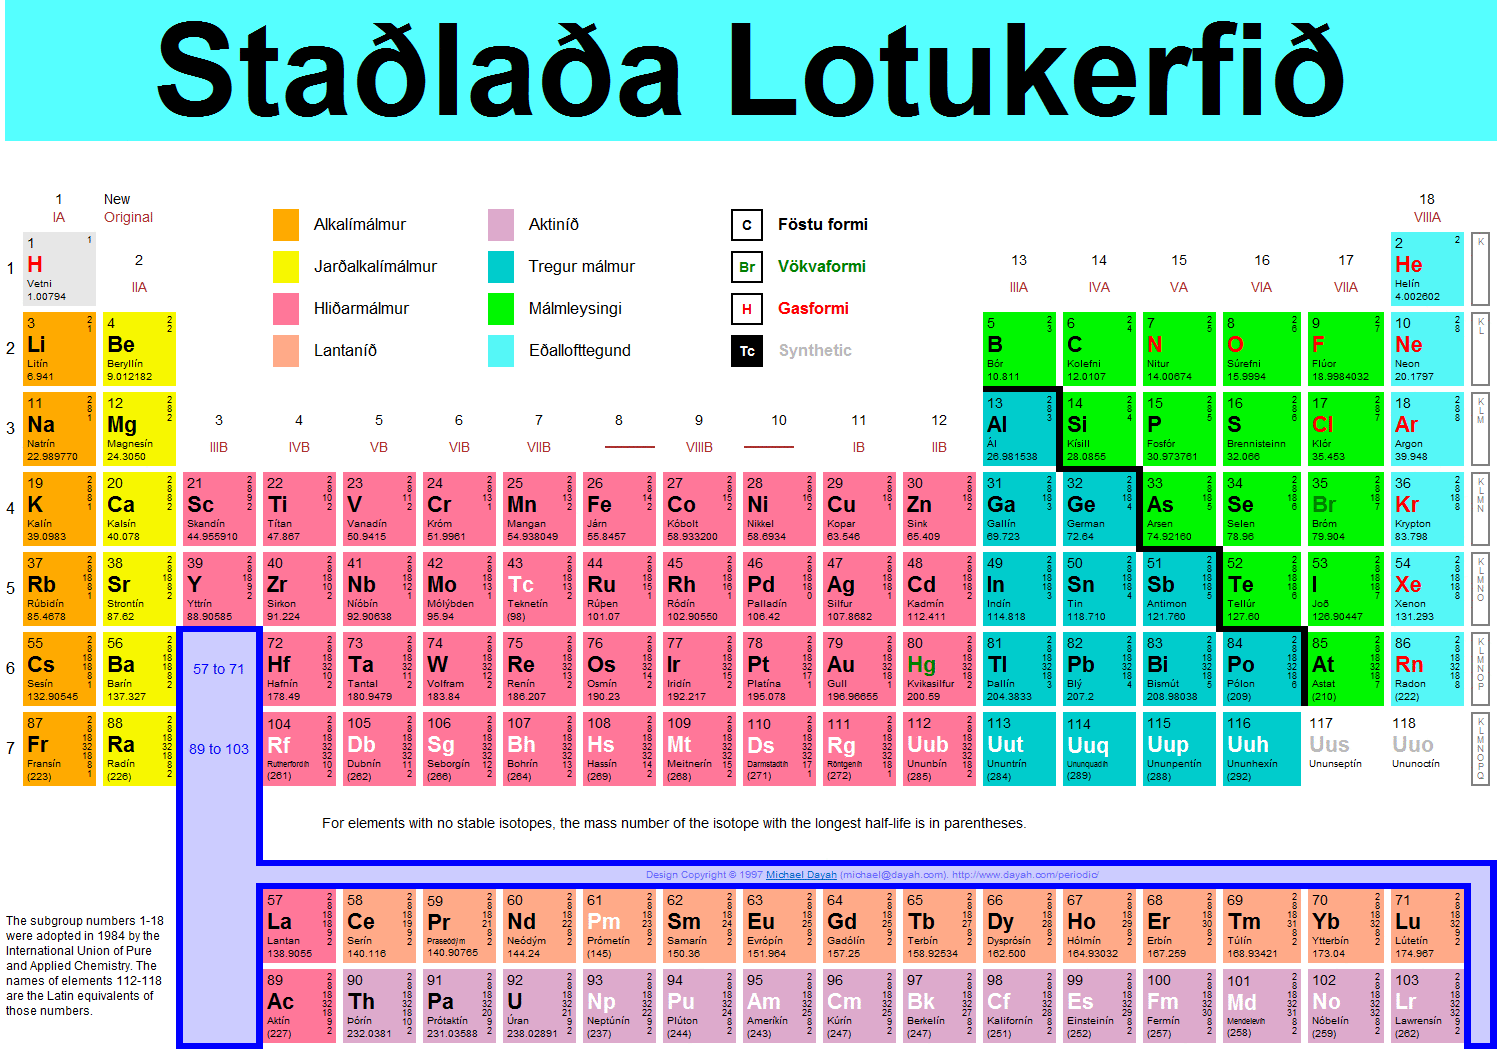 Staðlaða Lotukerfið
1 New 18
IA Original VIIIA
Alkalímálmur Aktiníð C Föstu formi
Jarðalkalímálmur Tregur málmur Br Vökvaformi
Hliðarmálmur Málmleysingi H Gasformi
Lantaníð Eðallofttegund Tc Synthetic
2 13 14 15 16 17
IIA IIIA IVA VA VIA VIIA
1
1 2
H He
Vetni Helín
1.00794 4.002602
K
2
3 4 5 6 7 8 9 10
Li Be B C N O F Ne
Litín Beryllín Bór Kolefni Nitur Súrefni Flúor Neon
6.941 9.012182 10.811 12.0107 14.00674 15.9994 18.9984032 20.1797
K L
3
11 12 13 14 15 16 17 18
Na Mg Al Si P S Cl Ar
Natrín Magnesín Ál Kísill Fosfór Brennisteinn Klór Argon
22.989770 24.3050 26.981538 28.0855 30.973761 32.066 35.453 39.948
K L M
3 4 5 6 7 8 9 10 11 12
IIIB IVB VB VIB VIIB VIIIB IB IIB
4
19 20 21 22 23 24 25 26 27 28 29 30 31 32 33 34 35 36
K Ca Sc Ti V Cr Mn Fe Co Ni Cu Zn Ga Ge As Se Br Kr
Kalín Kalsín Skandín Títan Vanadín Króm Mangan Járn Kóbolt Nikkel Kopar Sink Gallín German Arsen Selen Bróm Krypton
39.0983 40.078 44.955910 47.867 50.9415 51.9961 54.938049 55.8457 58.933200 58.6934 63.546 65.409 69.723 72.64 74.92160 78.96 79.904 83.798
K L M N
5
37 38 39 40 41 42 43 44 45 46 47 48 49 50 51 52 53 54
Rb Sr Y Zr Nb Mo Tc Ru Rh Pd Ag Cd In Sn Sb Te I Xe
Rúbidín Strontín Yttrín Sirkon Níóbín Mólýbden Teknetín Rúþen Ródín Palladín Silfur Kadmín Indín Tin Antimon Tellúr Joð Xenon
85.4678 87.62 88.90585 91.224 92.90638 95.94 (98) 101.07 102.90550 106.42 107.8682 112.411 114.818 118.710 121.760 127.60 126.90447 131.293
K L M N O
6
55 56 57 to 71 72 73 74 75 76 77 78 79 80 81 82 83 84 85 86
Cs Ba Hf Ta W Re Os Ir Pt Au Hg Tl Pb Bi Po At Rn
Sesín Barín Hafnín Tantal Volfram Renín Osmín Iridín Platína Gull Kvikasilfur Þallín Blý Bismút Pólon Astat Radon
132.90545 137.327 178.49 180.9479 183.84 186.207 190.23 192.217 195.078 196.96655 200.59 204.3833 207.2 208.98038 (209) (210) (222)
K L M N O P
7
87 88 89 to 103 104 105 106 107 108 109 110 111 112 113 114 115 116 117 118
Fr Ra Rf Db Sg Bh Hs Mt Ds Rg Uub Uut Uuq Uup Uuh Uus Uuo
Fransín Radín Rutherfordín Dubnín Seborgín Bohrín Hassín Meitnerín Darmstadtín Röntgenín Ununbín Ununtrín Ununquadín Ununpentín Ununhexín Ununseptín Ununoctín
(223) (226) (261) (262) (266) (264) (269) (268) (271) (272) (285) (284) (289) (288) (292)
K L M N O P Q
For elements with no stable isotopes, the mass number of the isotope with the longest half-life is in parentheses.
Design Copyright © 1997 Michael Dayah (michael@dayah.com). http://www.dayah.com/periodic/
57 58 59 60 61 62 63 64 65 66 67 68 69 70 71
La Ce Pr Nd Pm Sm Eu Gd Tb Dy Ho Er Tm Yb Lu
Lantan Serín Praseódým Neódým Prómetín Samarín Evrópín Gadólín Terbín Dysprósín Hólmín Erbín Túlín Ytterbín Lútetín
138.9055 140.116 140.90765 144.24 (145) 150.36 151.964 157.25 158.92534 162.500 164.93032 167.259 168.93421 173.04 174.967
89 90 91 92 93 94 95 96 97 98 99 100 101 102 103
Ac Th Pa U Np Pu Am Cm Bk Cf Es Fm Md No Lr
Aktín Þórín Prótaktín Úran Neptúnín Plúton Ameríkín Kúrín Berkelín Kalifornín Einsteinín Fermín Mendelevín Nóbelín Lawrensín
(227) 232.0381 231.03588 238.02891 (237) (244) (243) (247) (247) (251) (252) (257) (258) (259) (262)
The subgroup numbers 1-18
were adopted in 1984 by the
International Union of Pure
and Applied Chemistry. The
names of elements 112-118
are the Latin equivalents of
those numbers.